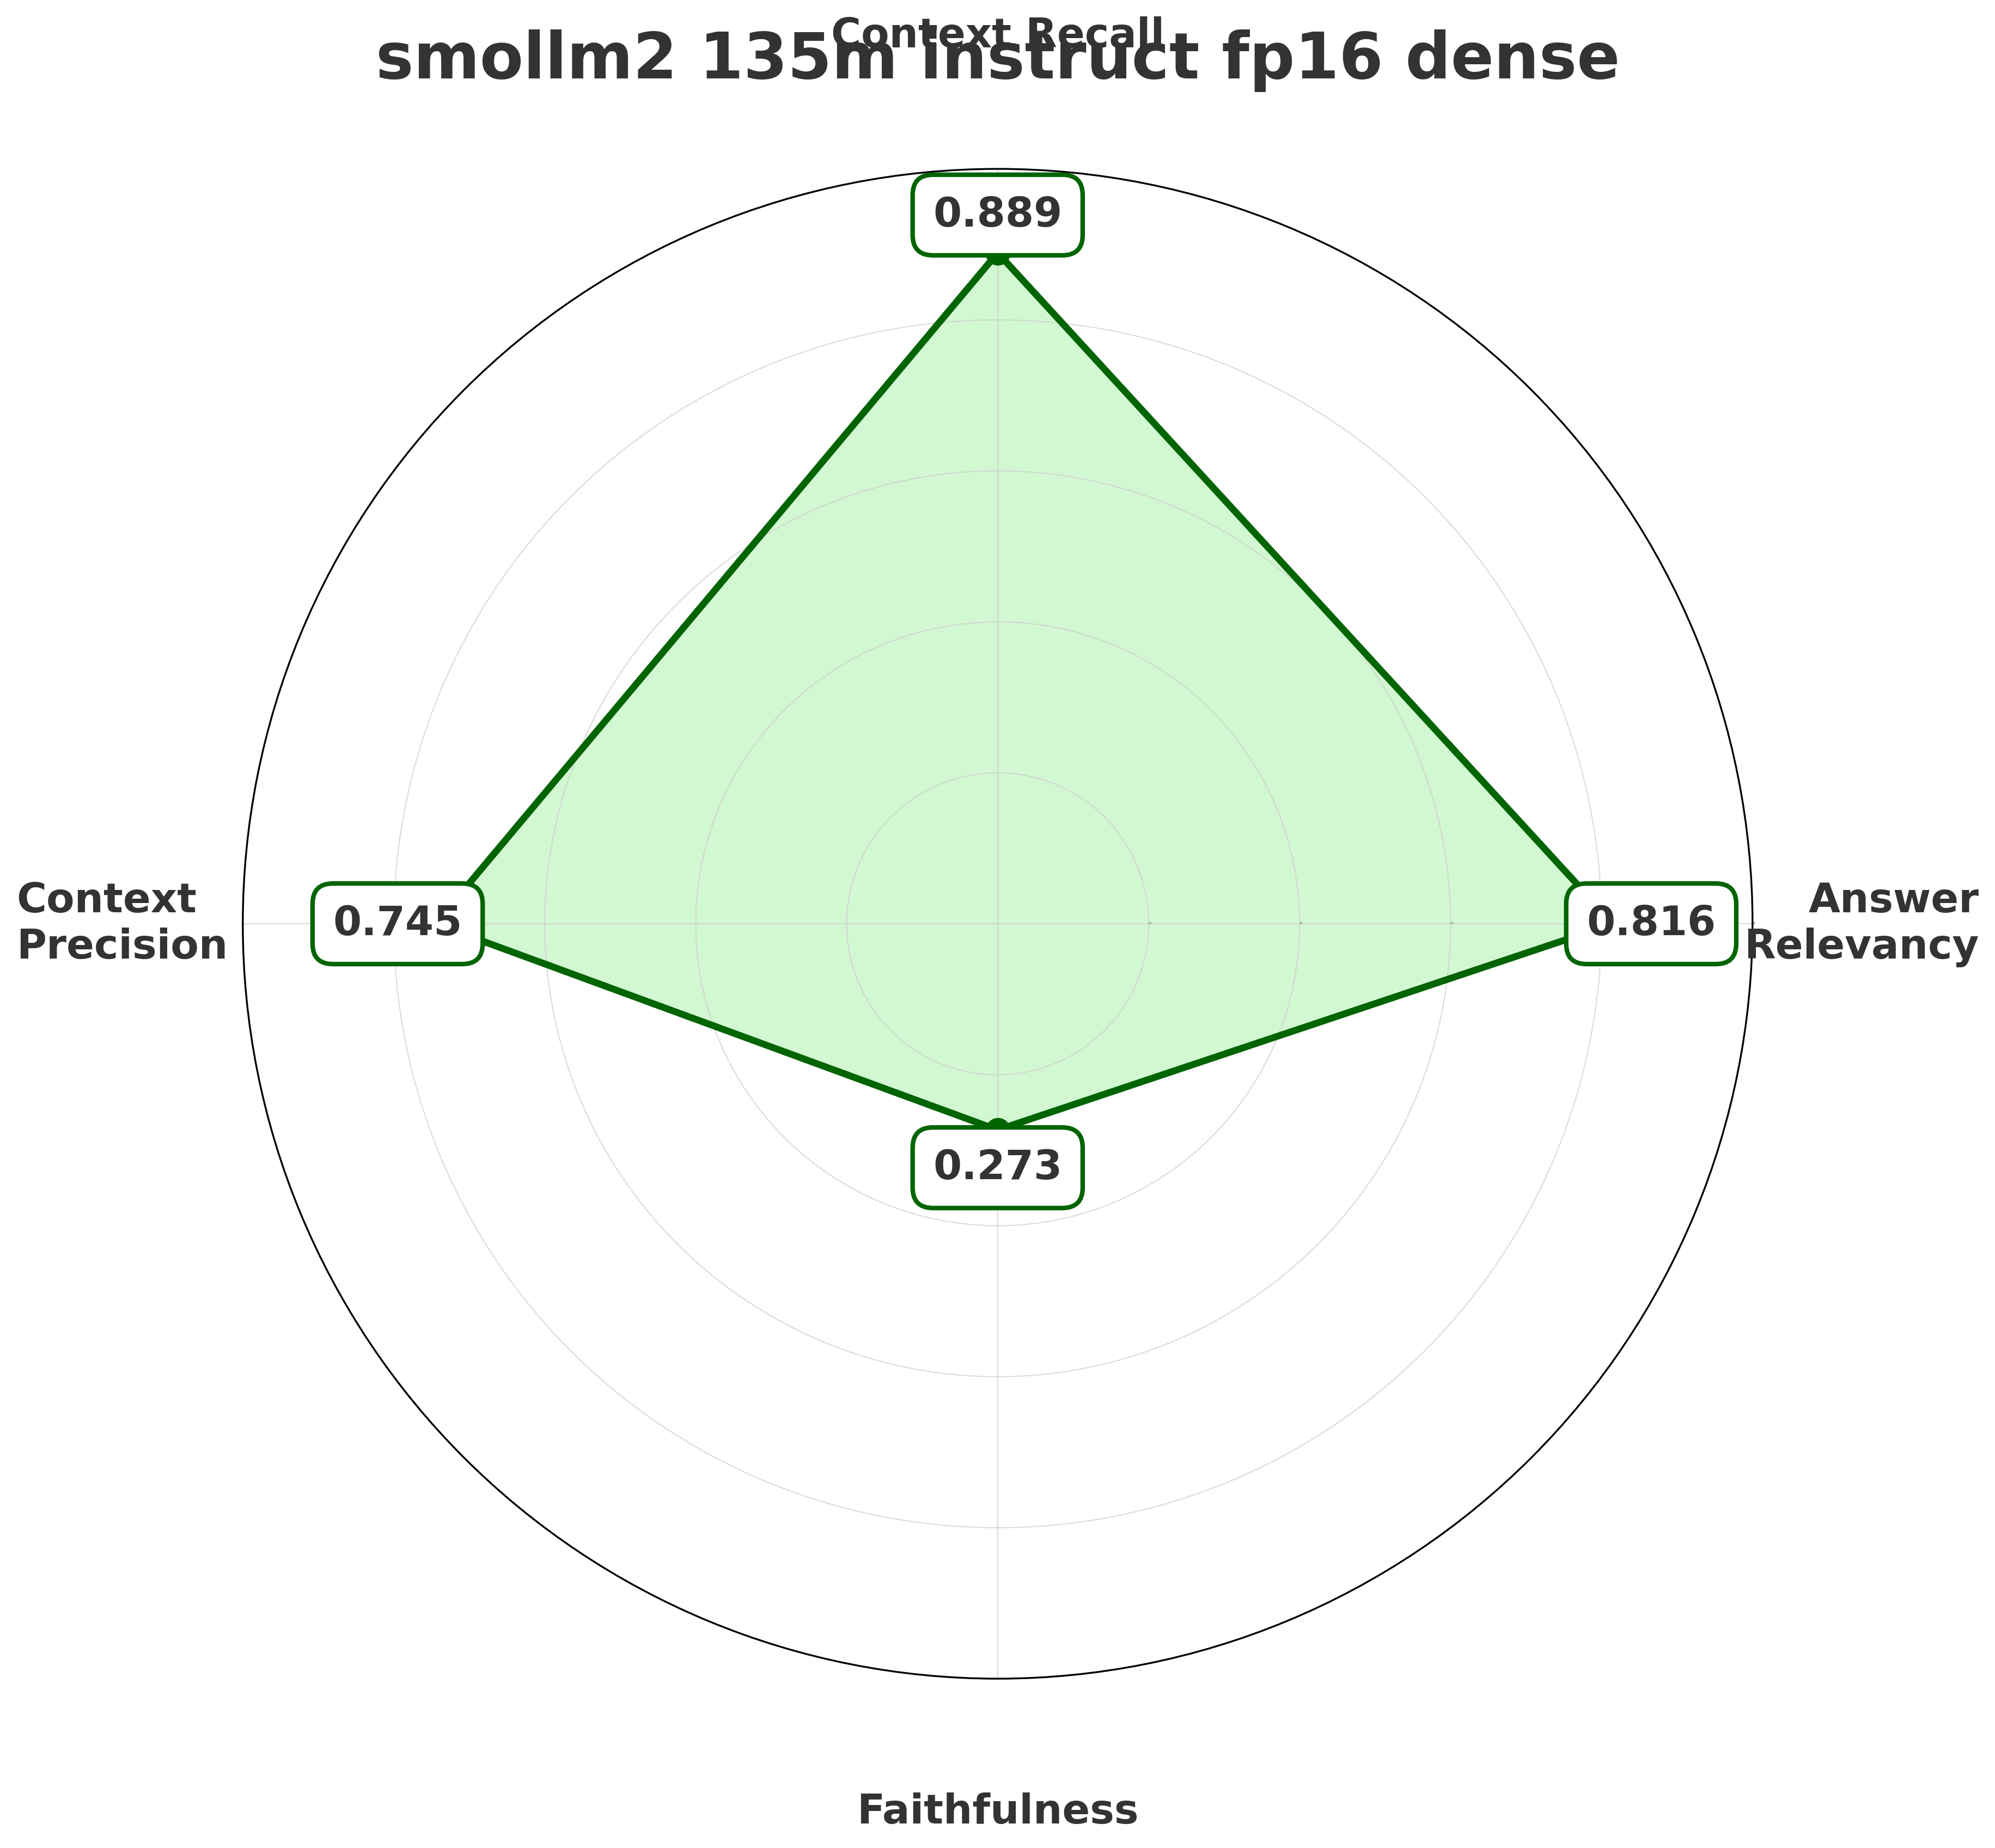 Context Recall
smollm2 135m instruct fp16 dense
0.889
Context
Precision
0.745
0.816
Answer
Relevancy
0.273
Faithfulness